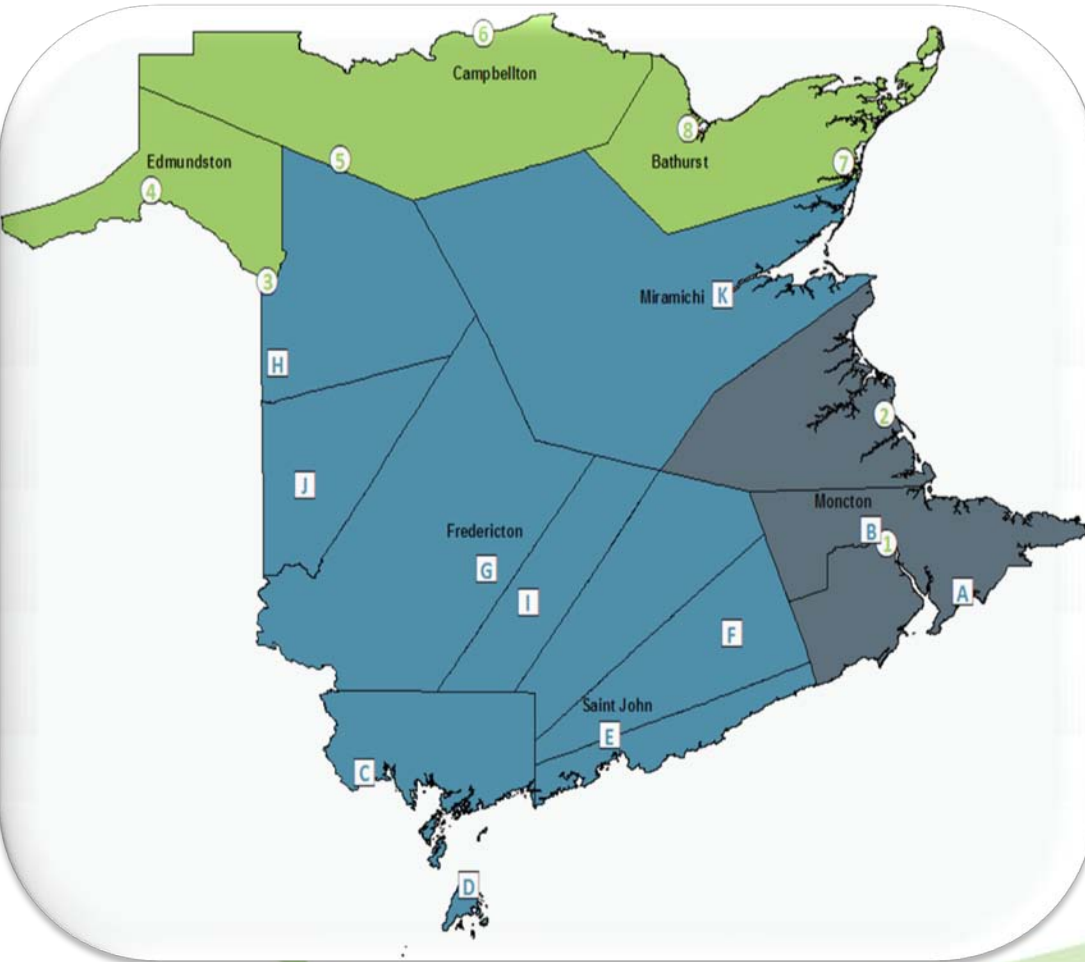 6
Campbellton
8
Edmundston
5
Bathurst
7
4
3
Miramichi K
H
2
J
Moncton
Fredericton
B
1
G
A
I
F
Saint John
E
C
D